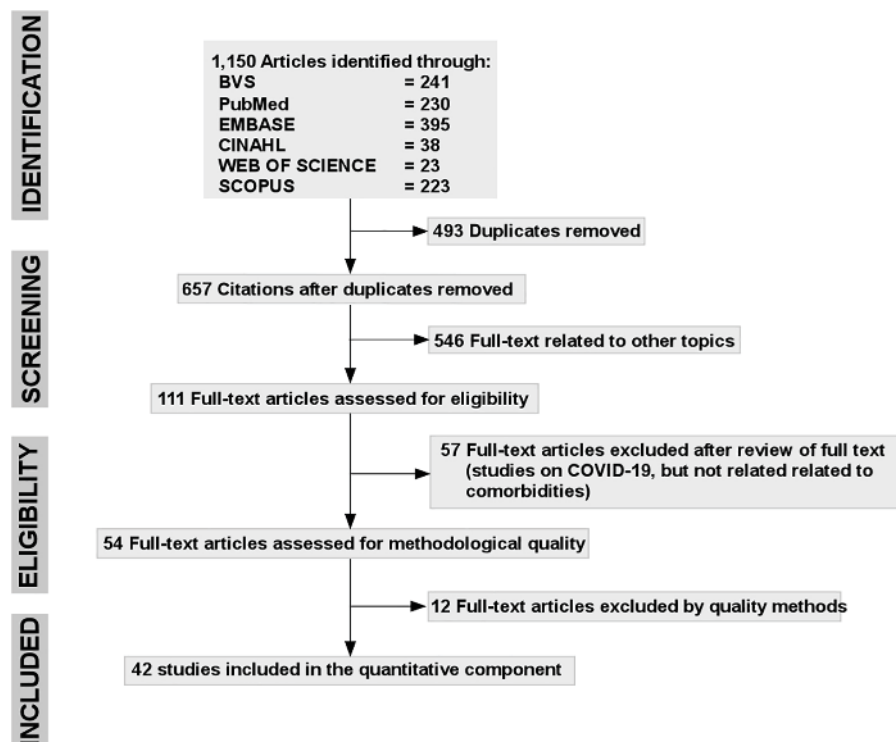 IDENTIFICATION
1,150 Articles identified through:
BVS = 241
PubMed = 230
EMBASE = 395
CINAHL = 38
WEB OF SCIENCE = 23
SCOPUS = 223
493 Duplicates removed
SCREENING
657 Citations after duplicates removed
546 Full-text related to other topics
111 Full-text articles assessed for eligibility
ELIGIBILITY
57 Full-text articles excluded after review of full text
(studies on COVID-19, but not related related to
comorbidities)
54 Full-text articles assessed for methodological quality
12 Full-text articles excluded by quality methods
INCLUDED
42 studies included in the quantitative component